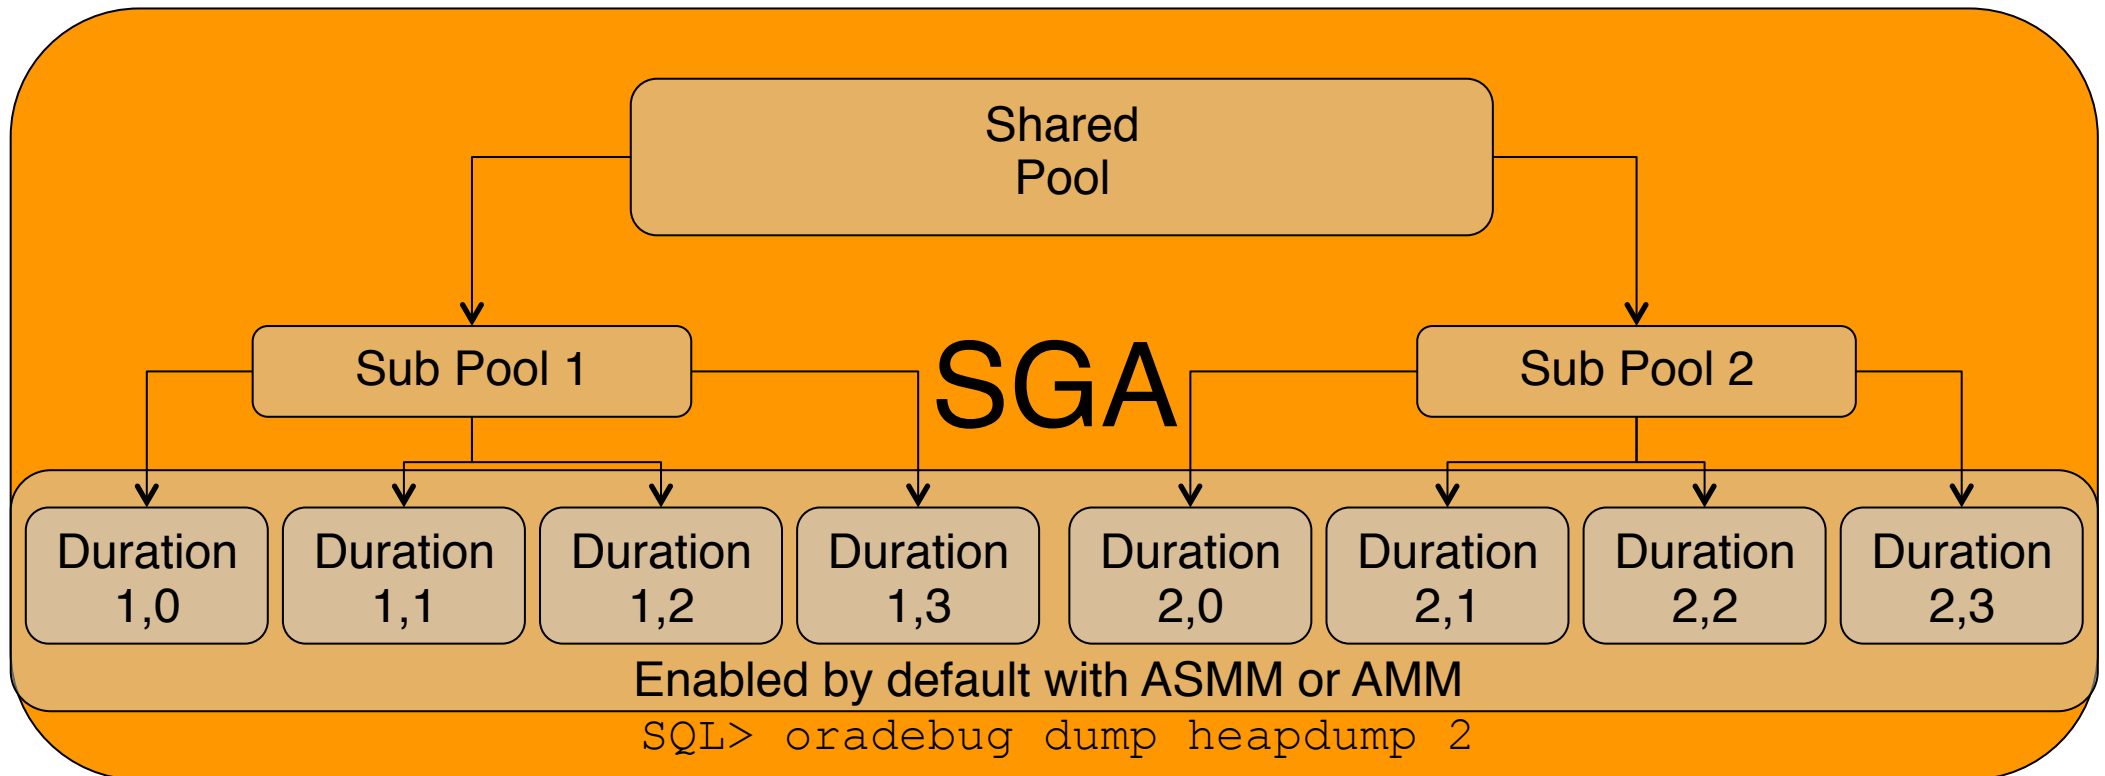 Shared
Pool
Sub Pool 1
SGA
Sub Pool 2
Duration
1,0
Duration
1,1
Duration
1,2
Duration
1,3
Duration
2,0
Duration
2,1
Duration
2,2
Duration
2,3
Enabled by default with ASMM or AMM
SQL> oradebug dump heapdump 2